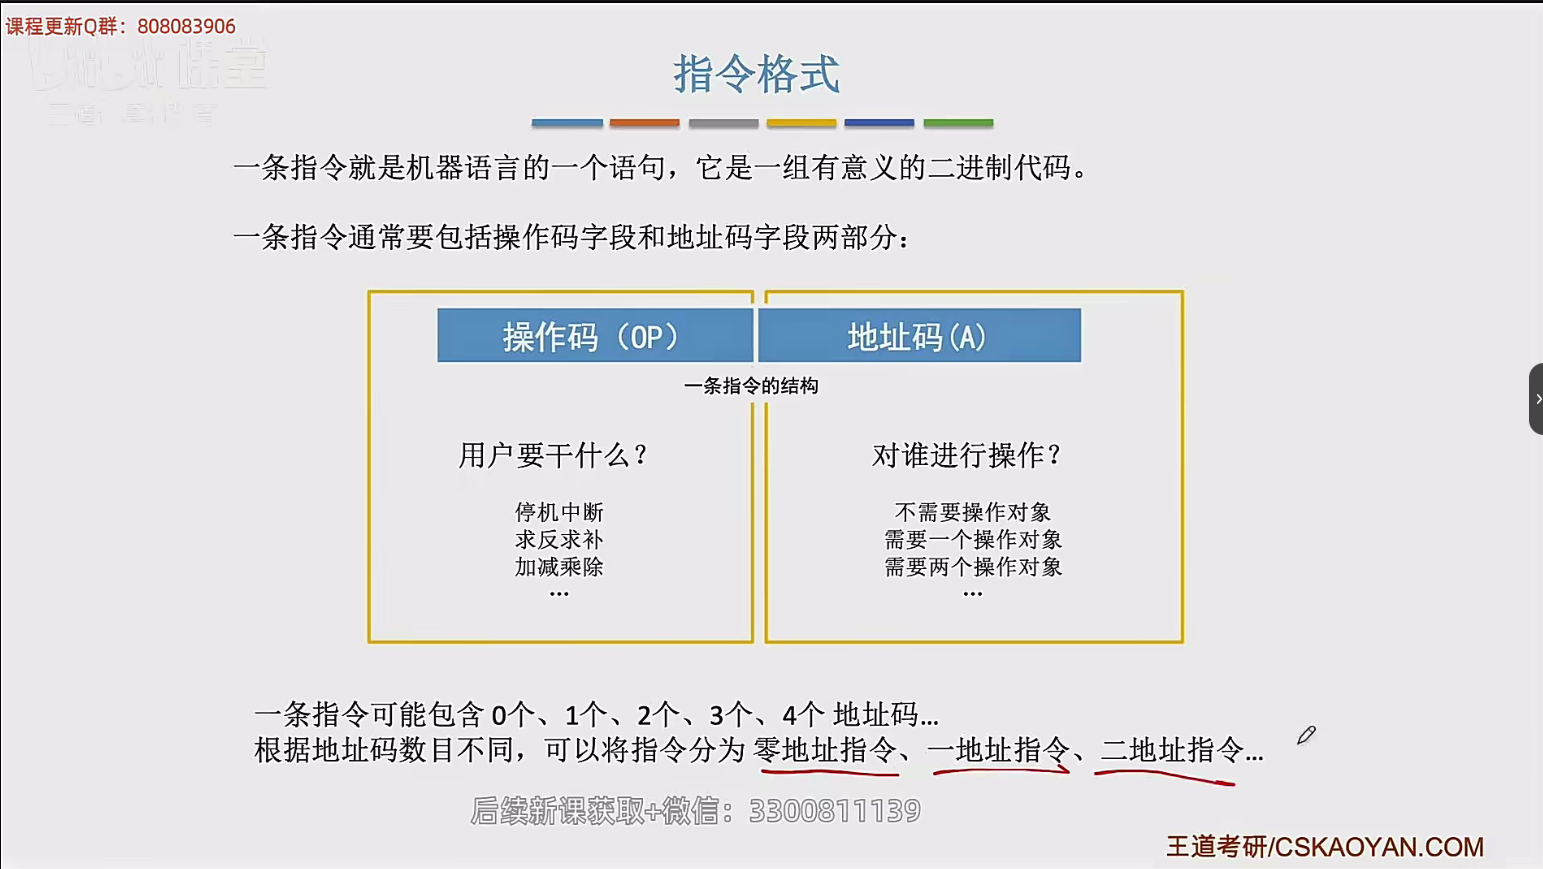 课程更新Q群：808083906
指令格式
一条指令就是机器语言的一个语句，它是一组有意义的二进制代码。
一条指令通常要包括操作码字段和地址码字段两部分：
操作码（OP） 地址码(A)
一条指令的结构
用户要干什么？ 对谁进行操作？
停机中断 不需要操作对象
求反求补 需要一个操作对象
加减乘除 需要两个操作对象
… …
一条指令可能包含 0个、1个、2个、3个、4个 地址码…
根据地址码数目不同，可以将指令分为 零地址指令、一地址指令、二地址指令…
后续新课获取+微信：3300811139
王道考研/CSKAOYAN.COM